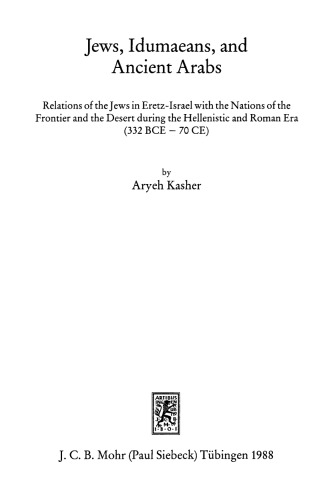 Jews, Idumaeans, and
Ancient Arabs
Relations of the Jews in Eretz-Israel with the Nations of the
Frontier and the Desert during the Hellenistic and Roman Era
(332 BCE – 70 CE)
by
Aryeh Kasher
ARTIBUS
J. C. B. Mohr (Paul Siebeck) Tübingen 1988